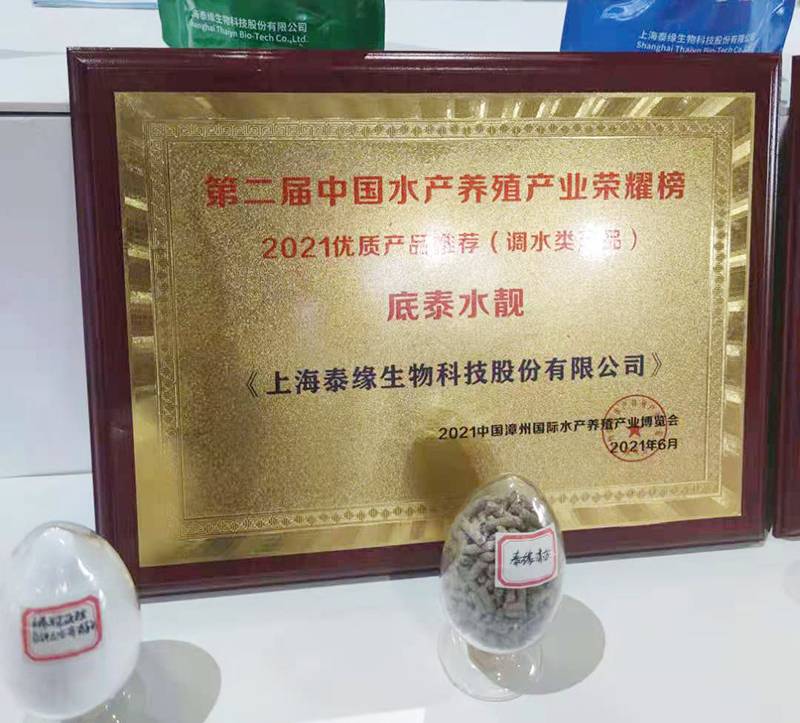 海泰缘生物科技股份有限公司
Shanghai Thaiyn Bio-Tech Co.,Ltd.
上海泰缘生物科技股份有限公司
Shanghai Thaiyn Bio-Tech Co.,Ltd.
第二届中国水产养殖产业荣耀榜
2021优质产品推荐（调水类产品）
底泰水靓
《上海泰缘生物科技股份有限公司》
2021中国漳州国际水产养殖产业博览会
2021年6月